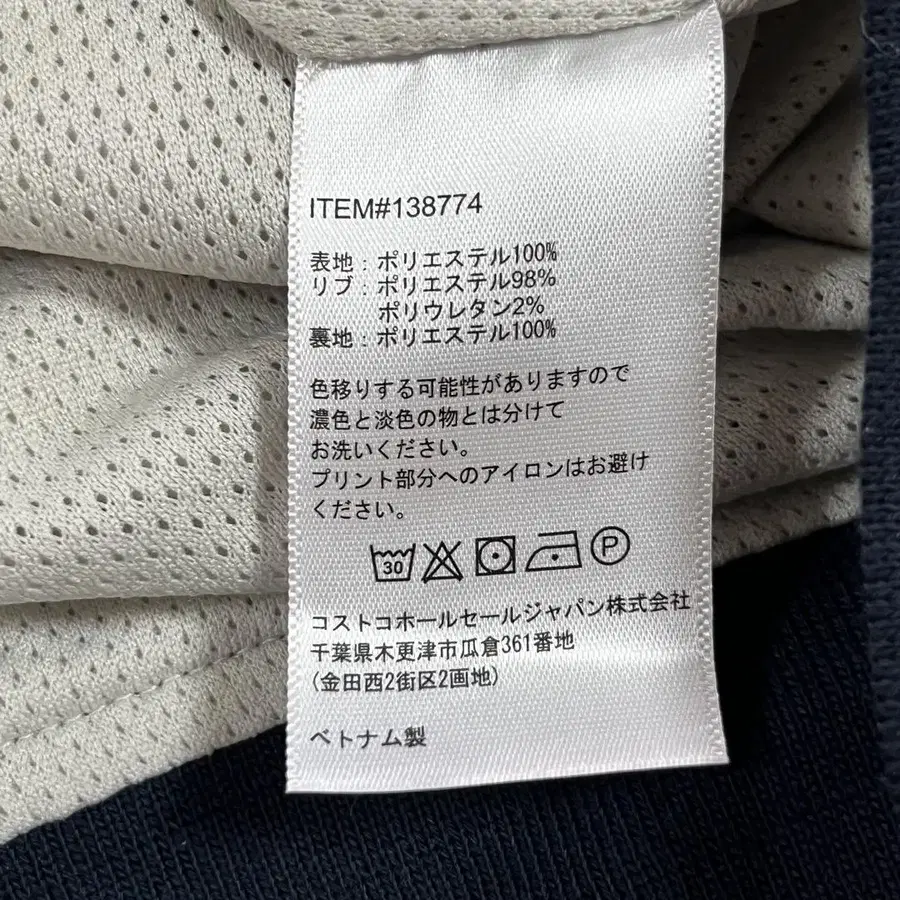 ITEM#138774
表地：ポリエステル100%
リブ：ポリエステル98%
ポリウレタン2%
裏地：ポリエステル100%
色移りする可能性がありますので
濃色と淡色の物とは分けて
お洗いください。
プリント部分へのアイロンはお避け
ください。
30
P
コストコホールセールジャパン株式会社
千葉県木更津市瓜倉361番地
(金田西2街区2画地)
ベトナム製